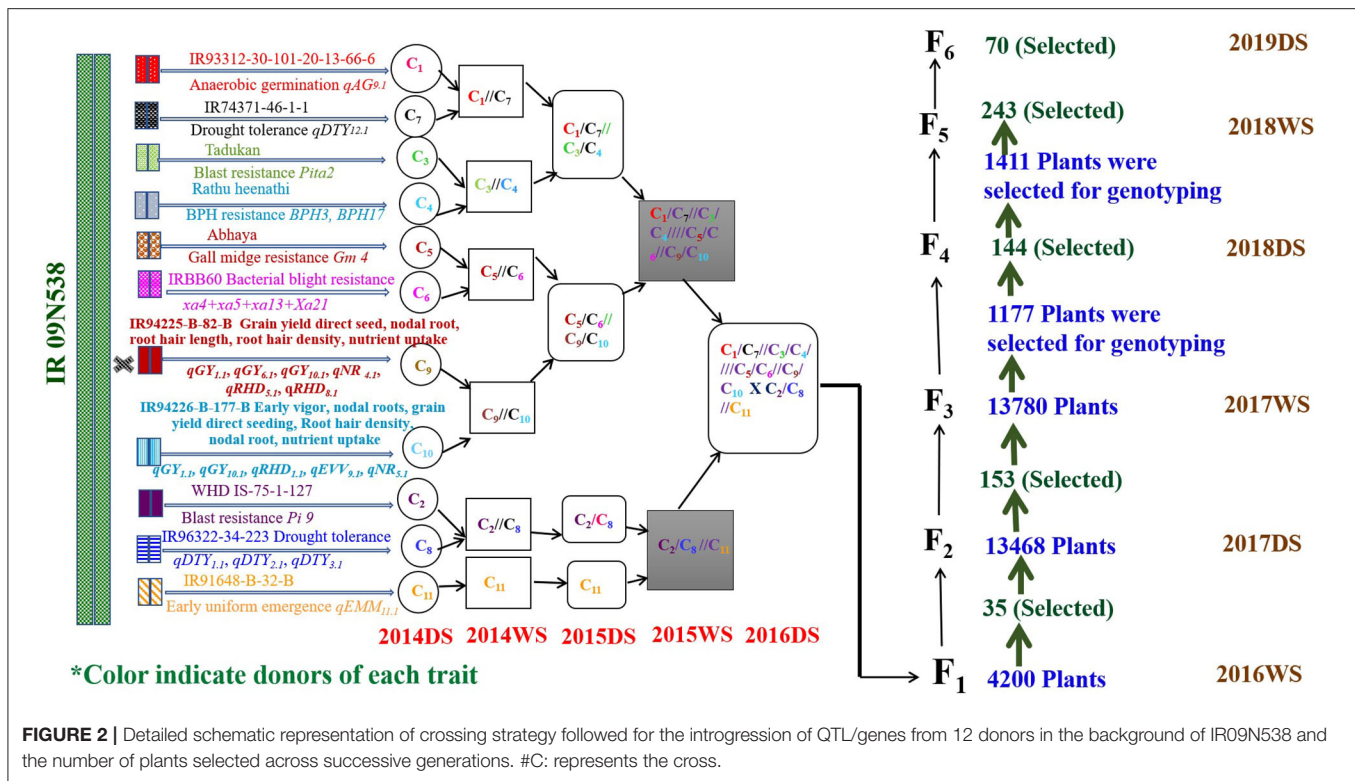 IR 09N538
IR93312-30-101-20-13-66-6
Anaerobic germination qAG9.1
IR74371-46-1-1
Drought tolerance qDTY12.1
Tadukan
Blast resistance Pita2
Rathu heenathi
BPH resistance BPH3, BPH17
Abhaya
Gall midge resistance Gm 4
IRBB60 Bacterial blight resistance
xa4+xa5+xa13+Xa21
IR94225-B-82-B Grain yield direct seed, nodal root,
root hair length, root hair density, nutrient uptake
qGY1.1, qGY6.1, qGY10.1, qNR 4.1,
qRHD5.1, qRHD8.1
IR94226-B-177-B Early vigor, nodal roots, grain
yield direct seeding, Root hair density,
nodal root, nutrient uptake
qGY1.1, qGY10.1, qRHD1.1, qEVV9.1, qNR5.1
WHD IS-75-1-127
Blast resistance Pi 9
IR96322-34-223 Drought tolerance
qDTY1.1, qDTY2.1, qDTY3.1
IR91648-B-32-B
Early uniform emergence qEMM11.1
C1
C7
C3
C4
C5
C6
C9
C10
C2
C8
C11
C1//C7
C3//C4
C5//C6
C9//C10
C2//C8
C11
C1/C7//
C3/C4
C5/C6//
C9/C10
C2/C8
C11
C1/C7//C3/
C4////C5/C
6//C9/C10
C2/C8 //C11
C1/C7//C3/C4/
///C5/C6//C9/
C10 X C2/C8
//C11
2014DS
2014WS
2015DS
2015WS
2016DS
*Color indicate donors of each trait
F6
70 (Selected)
2019DS
243 (Selected)
F5
2018WS
1411 Plants were
selected for genotyping
F4
144 (Selected)
2018DS
1177 Plants were
selected for genotyping
F3
13780 Plants
2017WS
153 (Selected)
F2
13468 Plants
2017DS
35 (Selected)
F1
4200 Plants
2016WS
FIGURE 2 | Detailed schematic representation of crossing strategy followed for the introgression of QTL/genes from 12 donors in the background of IR09N538 and
the number of plants selected across successive generations. #C: represents the cross.